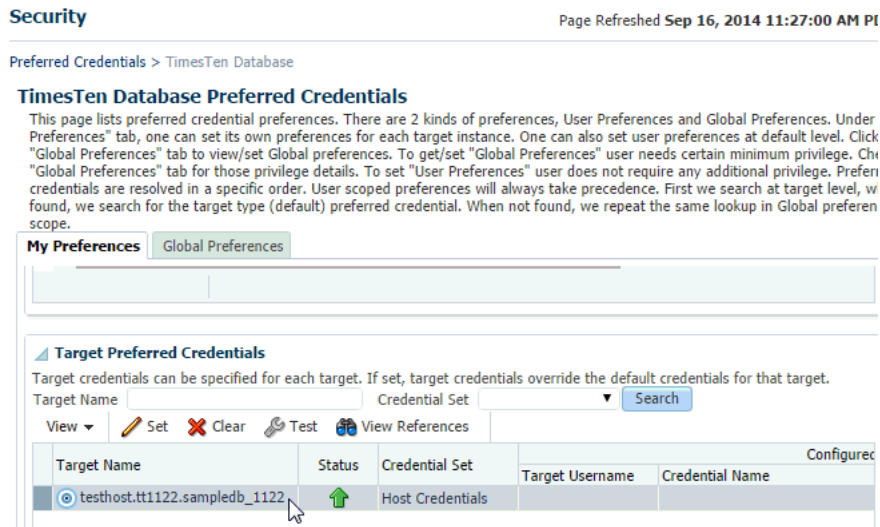 Security
Page Refreshed Sep 16, 2014 11:27:00 AM
Preferred Credentials > TimesTen Database
TimesTen Database Preferred Credentials
This page lists preferred credential preferences. There are 2 kinds of preferences, User Preferences and Global Preferences. Under
Preferences" tab, one can set its own preferences for each target instance. One can also set user preferences at default level. Click
"Global Preferences" tab to view/set Global preferences. To get/set "Global Preferences" user needs certain minimum privilege.
"Global Preferences" tab for those privilege details. To set "User Preferences" user does not require any additional privilege.
credentials are resolved in a specific order. User scoped preferences will always take precedence. First we search at target level,
found, we search for the target type (default) preferred credential. When not found, we repeat the same lookup in Global
scope.
My Preferences Global Preferences
Target Preferred Credentials
Target credentials can be specified for each target. If set, target credentials override the default credentials for that target.
Target Name Credential Set Search
View Set Clear Test View References
Configured
Target Name Status Credential Set
Target Username Credential Name
testhost.tt1122.sampledb_1122 Host Credentials